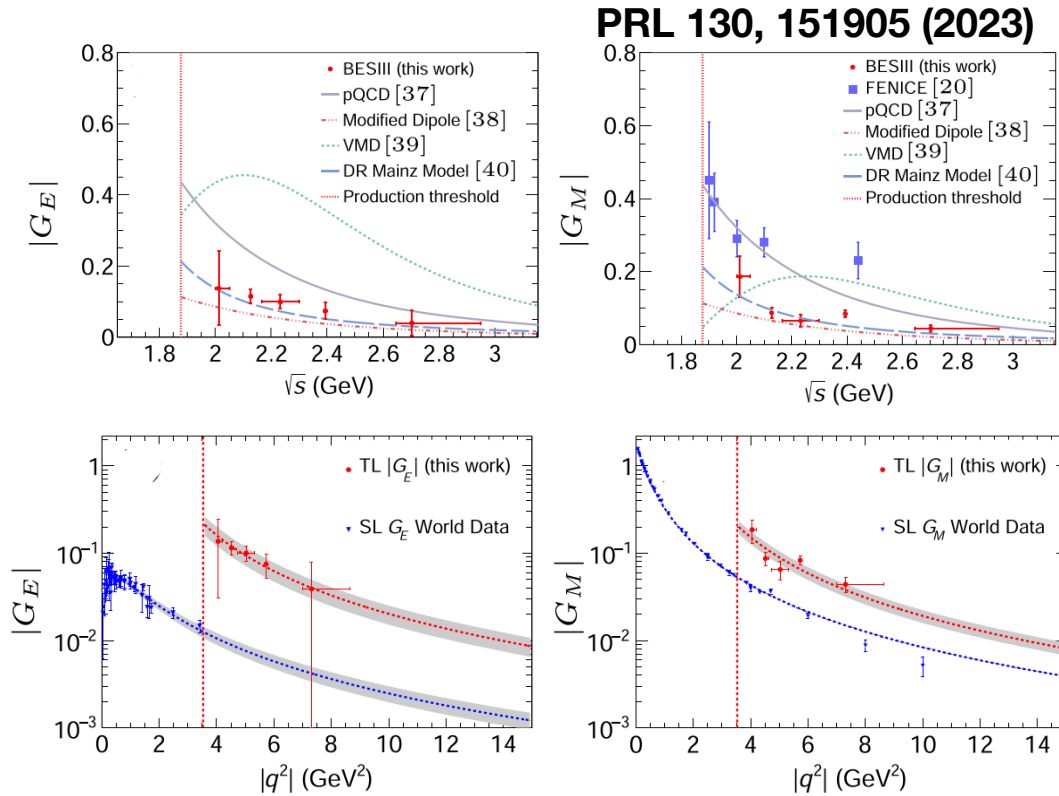 PRL 130, 151905 (2023)
0.8
0.6
0.4
0.2
0
|G_E|
BESIII (this work)
pQCD [37]
Modified Dipole [38]
VMD [39]
DR Mainz Model [40]
Production threshold
1.8 2 2.2 2.4 2.6 2.8 3
√s (GeV)
0.8
0.6
0.4
0.2
0
|G_M|
BESIII (this work)
FENICE [20]
pQCD [37]
Modified Dipole [38]
VMD [39]
DR Mainz Model [40]
Production threshold
1.8 2 2.2 2.4 2.6 2.8 3
√s (GeV)
1
10⁻¹
10⁻²
10⁻³
|G_E|
TL |G_E| (this work)
SL G_E World Data
0 2 4 6 8 10 12 14
|q²| (GeV²)
1
10⁻¹
10⁻²
10⁻³
|G_M|
TL |G_M| (this work)
SL G_M World Data
0 2 4 6 8 10 12 14
|q²| (GeV²)